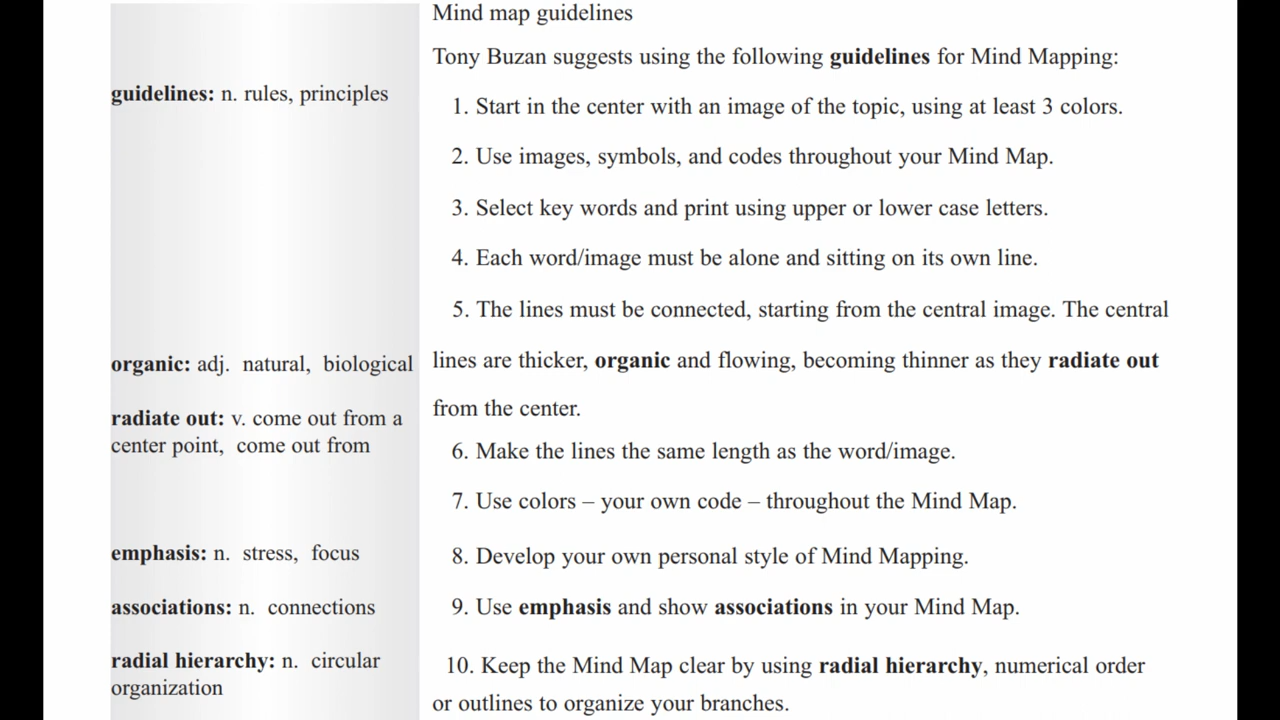 Mind map guidelines
Tony Buzan suggests using the following guidelines for Mind Mapping:
guidelines: n. rules, principles
1. Start in the center with an image of the topic, using at least 3 colors.
2. Use images, symbols, and codes throughout your Mind Map.
3. Select key words and print using upper or lower case letters.
4. Each word/image must be alone and sitting on its own line.
5. The lines must be connected, starting from the central image. The central
lines are thicker, organic and flowing, becoming thinner as they radiate out
from the center.
organic: adj. natural, biological
radiate out: v. come out from a
center point, come out from
6. Make the lines the same length as the word/image.
7. Use colors – your own code – throughout the Mind Map.
emphasis: n. stress, focus
8. Develop your own personal style of Mind Mapping.
associations: n. connections
9. Use emphasis and show associations in your Mind Map.
radial hierarchy: n. circular
organization
10. Keep the Mind Map clear by using radial hierarchy, numerical order
or outlines to organize your branches.